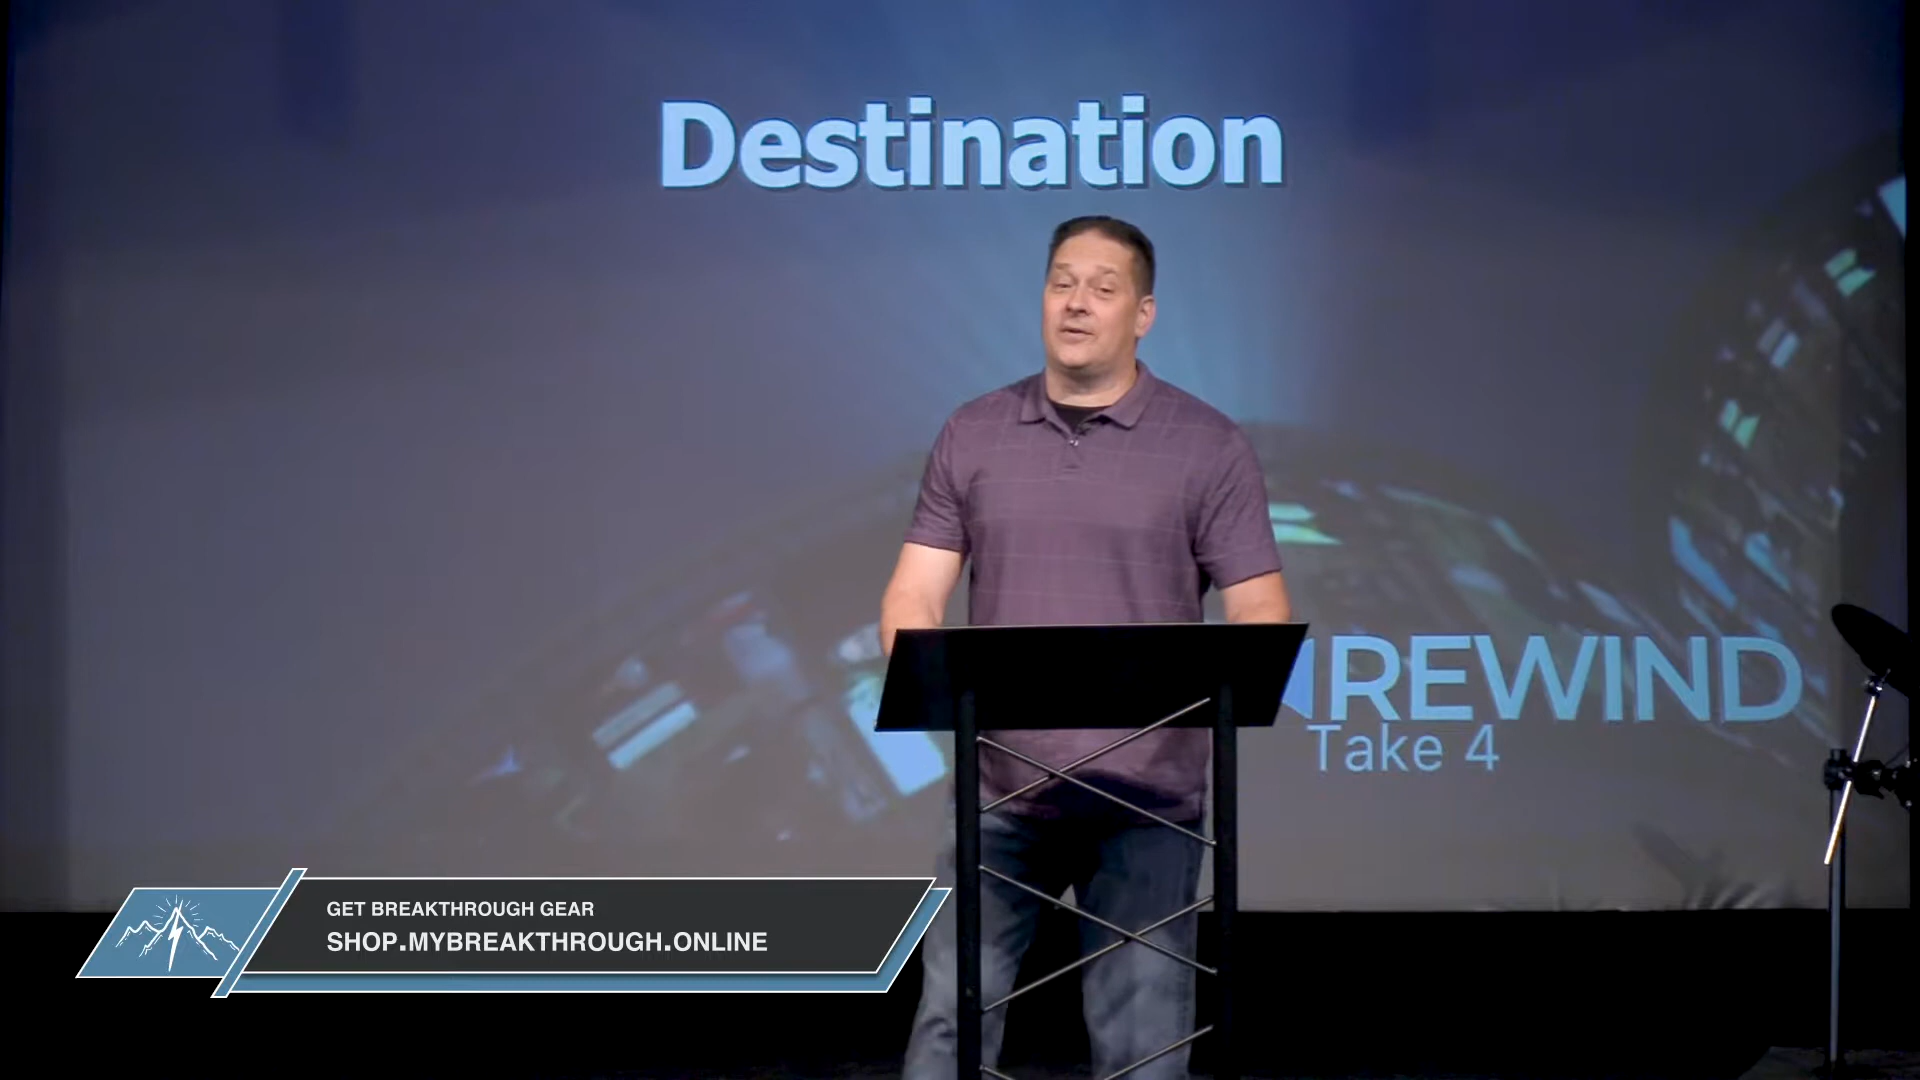 Destination
REWIND
Take 4
GET BREAKTHROUGH GEAR
SHOP.MYBREAKTHROUGH.ONLINE